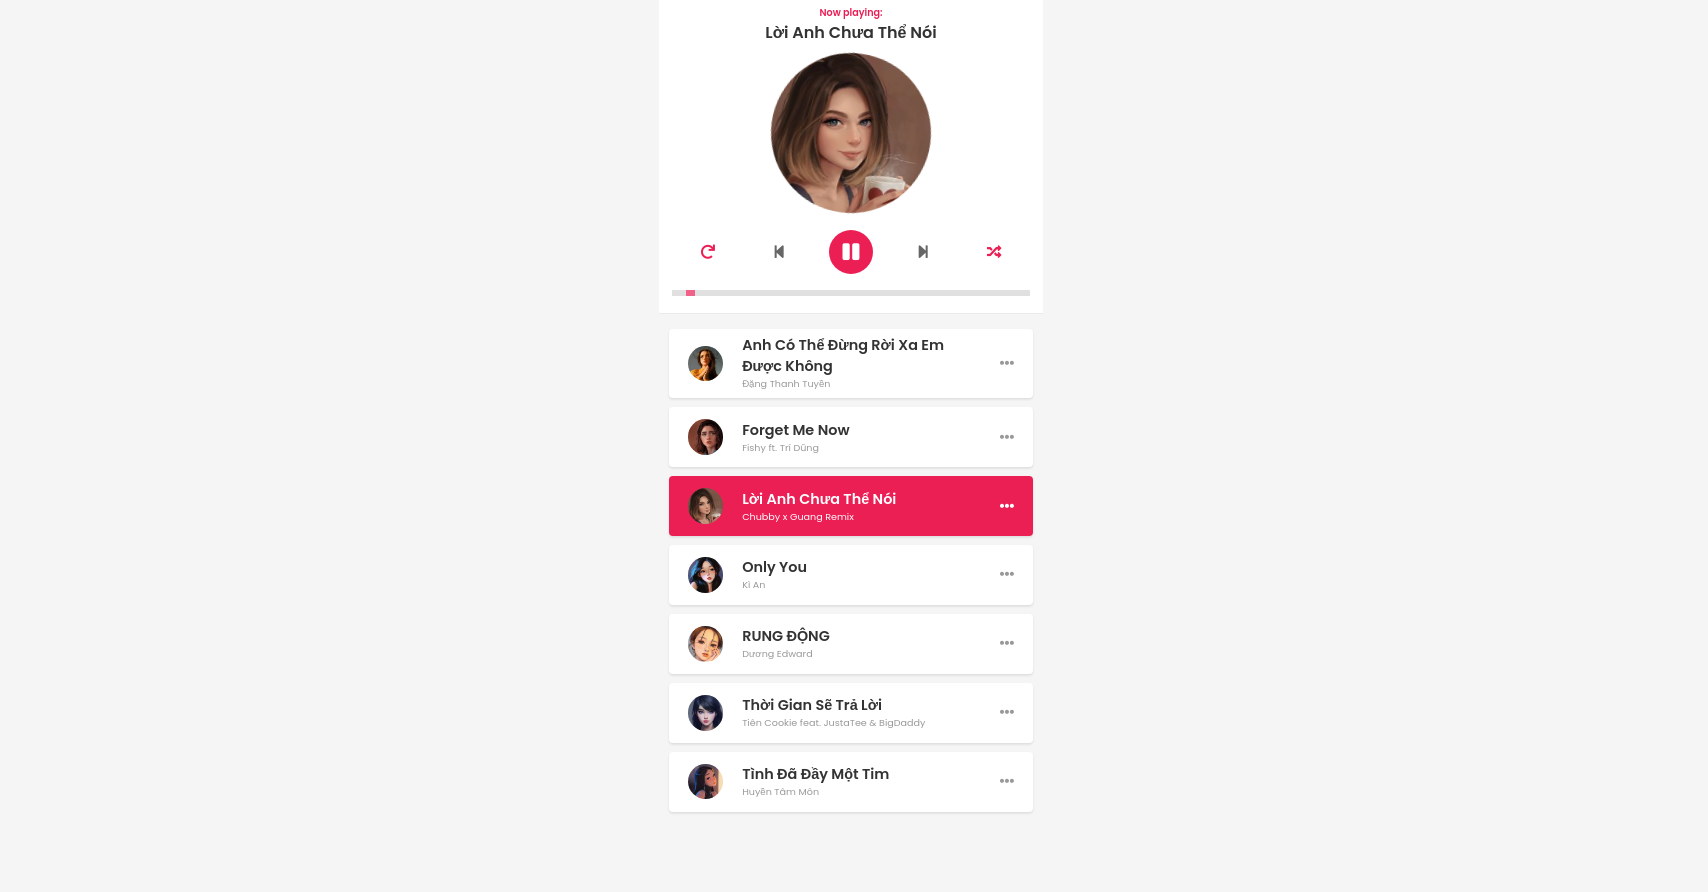 Now playing:
Lời Anh Chưa Thể Nói
Anh Có Thể Đừng Rời Xa Em
Được Không
Đặng Thanh Tuyền
Forget Me Now
Fishy ft. Trí Dũng
Lời Anh Chưa Thể Nói
Chubby x Guang Remix
Only You
Kì An
RUNG ĐỘNG
Dương Edward
Thời Gian Sẽ Trả Lời
Tiên Cookie feat. JustaTee & BigDaddy
Tình Đã Đầy Một Tim
Huyền Tâm Môn